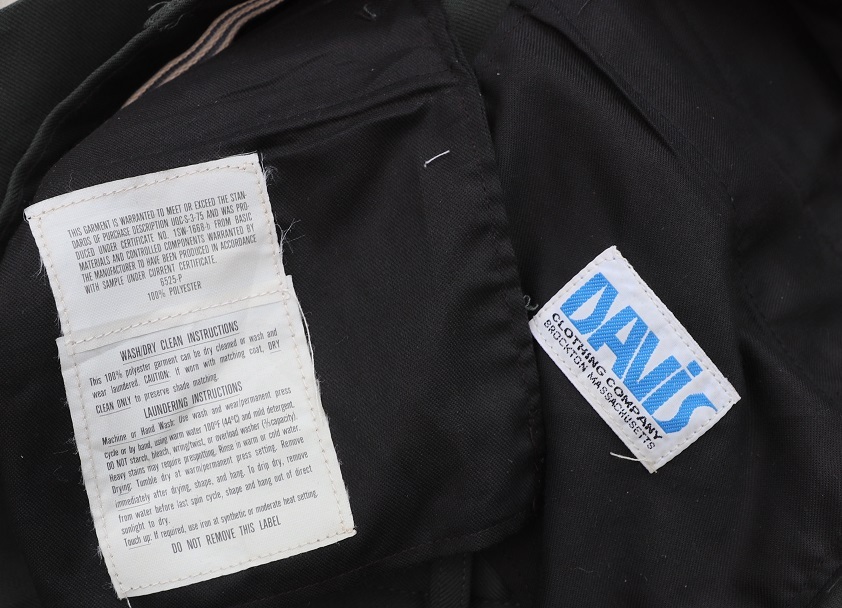 THIS GARMENT IS WARRANTED TO MEET OR EXCEED THE STAN-
DARDS OF PURCHASE DESCRIPTION UQC-S-3-75 AND WAS PRO-
DUCED UNDER CERTIFICATE NO. 1SW-1668-h FROM BASIC
MATERIALS AND CONTROLLED COMPONENTS WARRANTED BY
THE MANUFACTURER TO HAVE BEEN PRODUCED IN ACCORDANCE
WITH SAMPLE UNDER CURRENT CERTIFICATE.
6525-P
100% POLYESTER
WASH/DRY CLEAN INSTRUCTIONS
This 100% polyester garment can be dry cleaned or wash and
wear laundered. CAUTION: If worn with matching coat, DRY
CLEAN ONLY to preserve shade matching.
LAUNDERING INSTRUCTIONS
Machine or Hand Wash: Use wash and wear/permanent press
cycle or by hand, using warm water 100°F (44°C) and mild detergent.
DO NOT starch, bleach, wring/twist, or overload washer (⅔capacity).
Heavy stains may require prespotting. Rinse in warm or cold water.
Drying: Tumble dry at warm/permanent press setting. Remove
immediately after drying, shape, and hang. To drip dry, remove
from water before last spin cycle, shape and hang out of direct
sunlight to dry.
Touch up: If required, use iron at synthetic or moderate heat setting.
DO NOT REMOVE THIS LABEL
DAVIS
CLOTHING COMPANY
BROCKTON MASSACHUSETTS